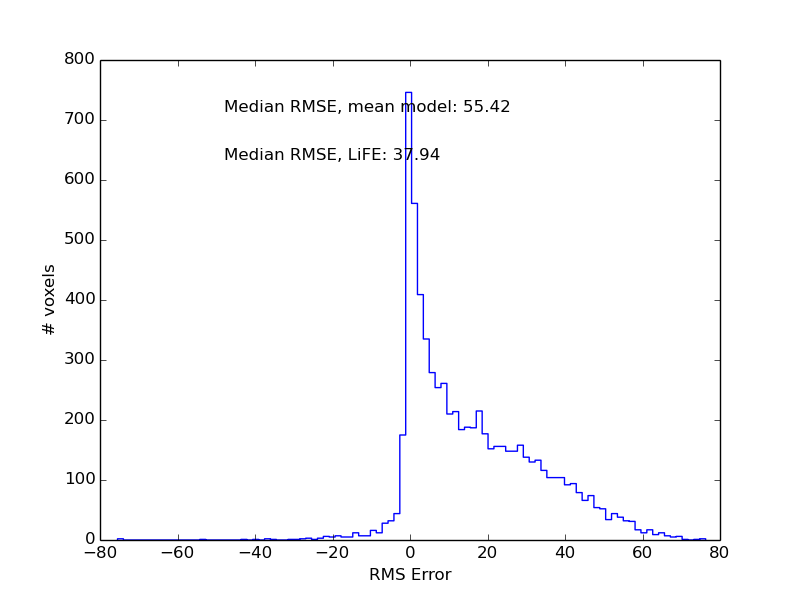 800
700
600
500
400
300
200
100
0
# voxels
Median RMSE, mean model: 55.42
Median RMSE, LiFE: 37.94
−80 −60 −40 −20 0 20 40 60 80
RMS Error